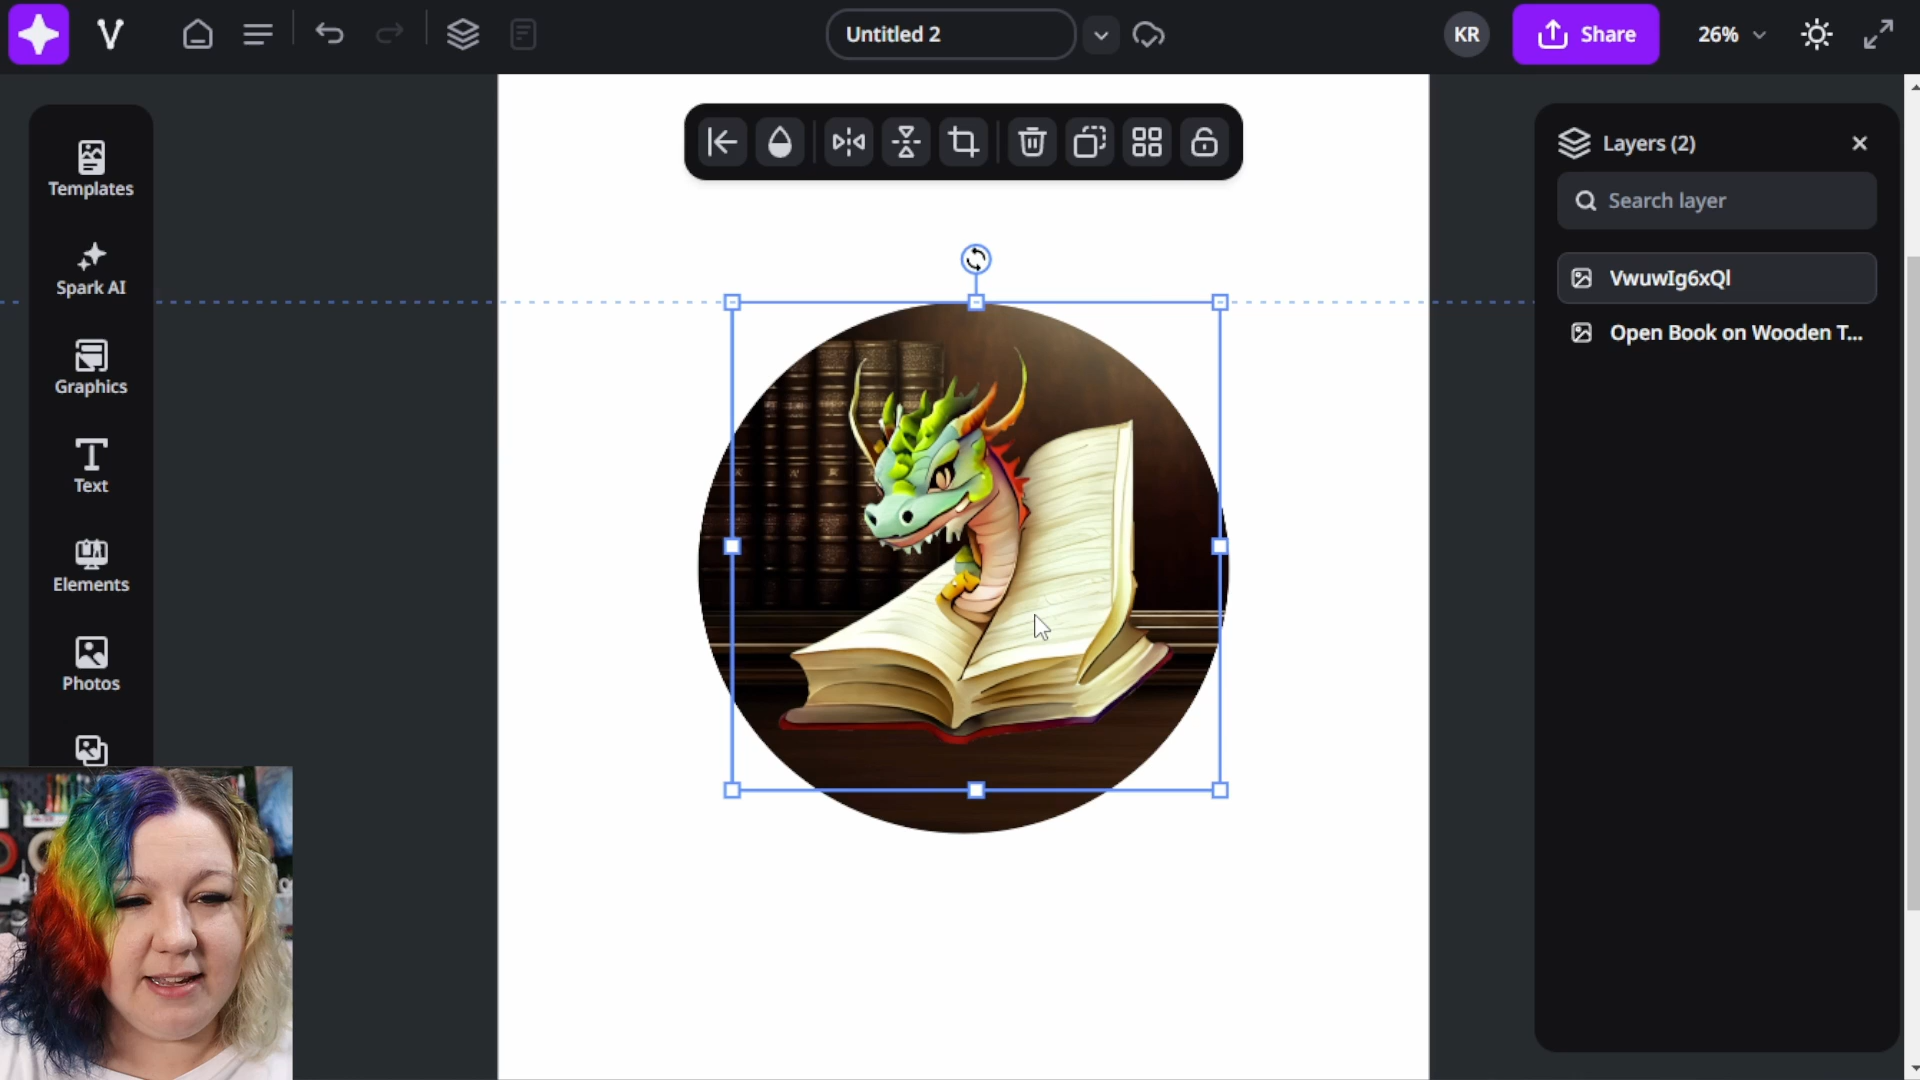 Untitled 2
KR
Share
26%
Templates
Spark AI
Graphics
Text
Elements
Photos
Layers (2)
Search layer
VwuwIg6xQl
Open Book on Wooden T...